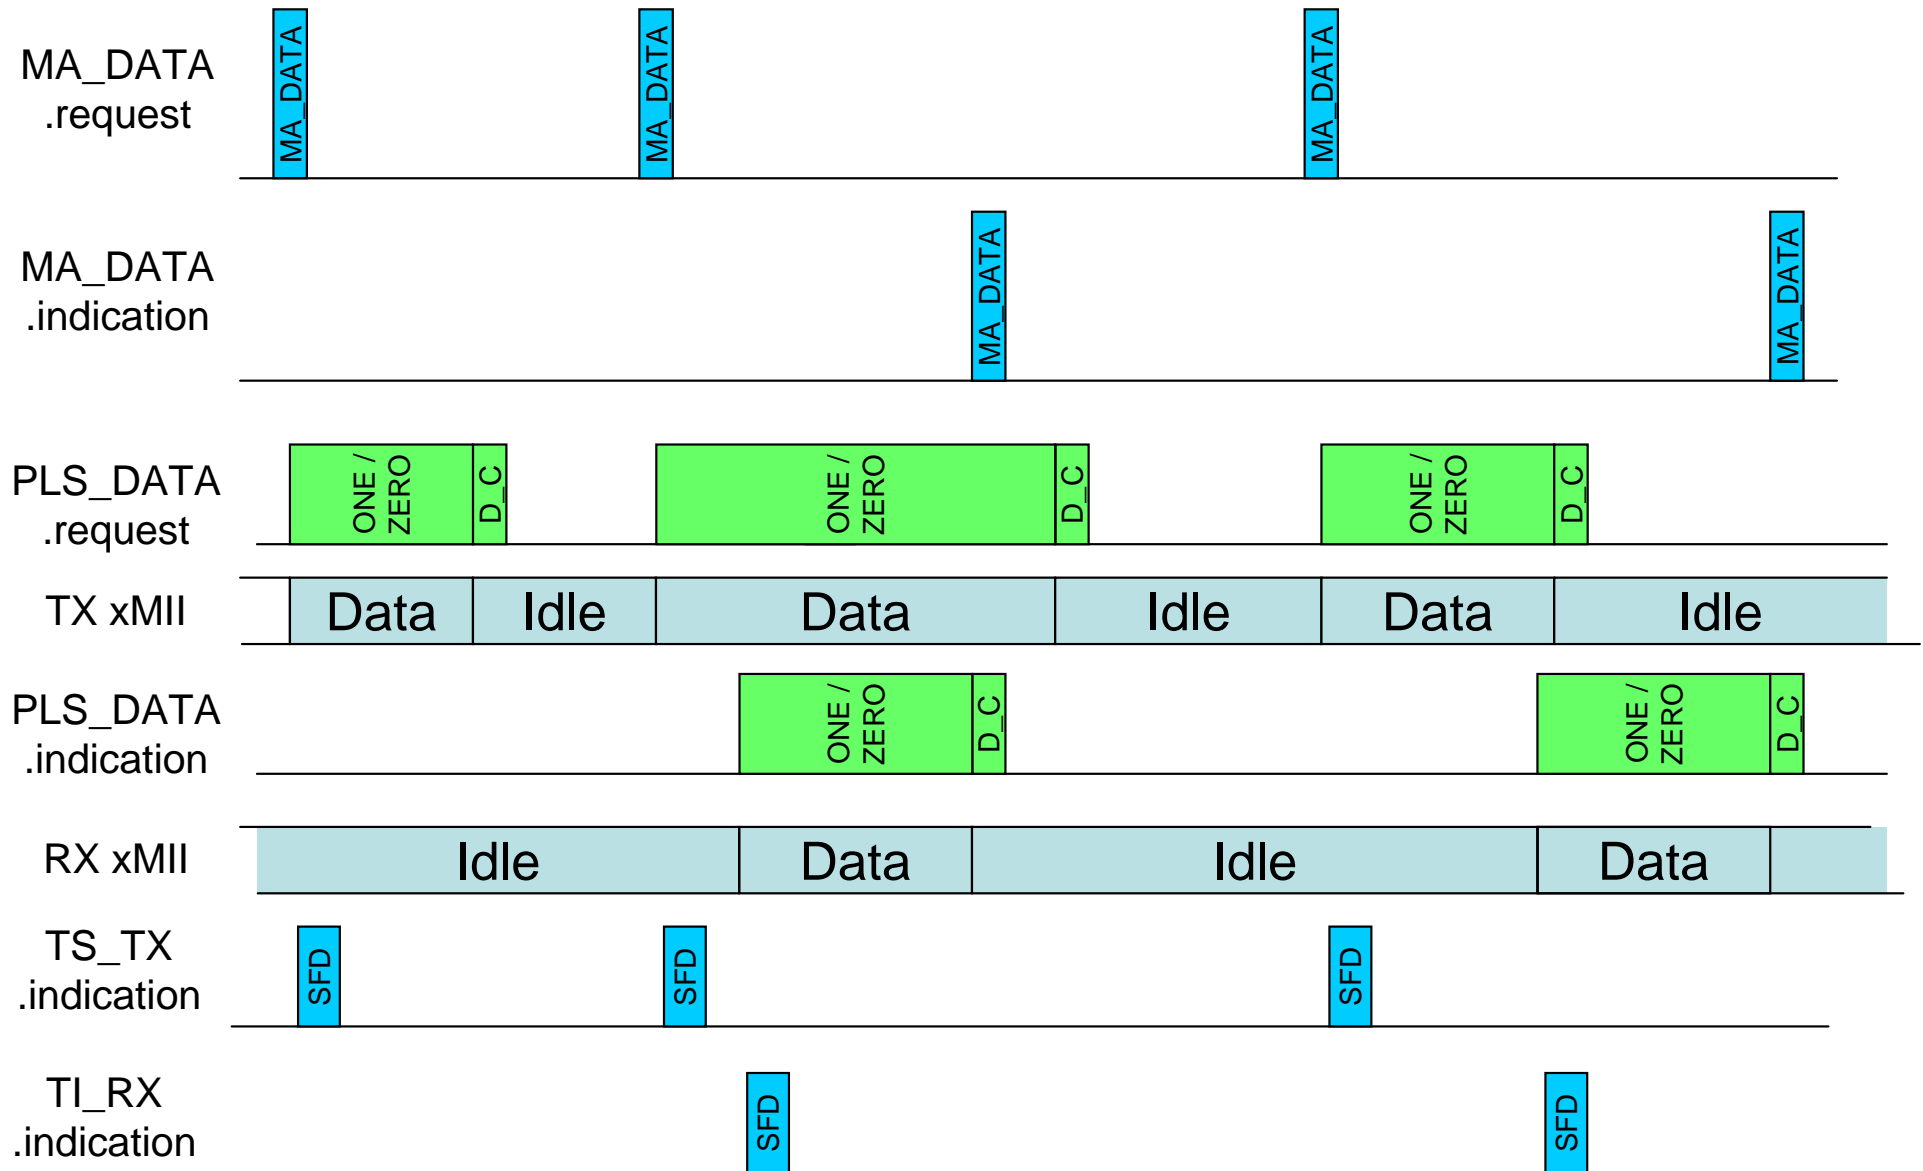 MA_DATA
.request
MA_DATA
MA_DATA
MA_DATA
MA_DATA
.indication
MA_DATA
MA_DATA
PLS_DATA
.request
ONE /
ZERO
D_C
ONE /
ZERO
D_C
ONE /
ZERO
D_C
TX xMII
Data
Idle
Data
Idle
Data
Idle
PLS_DATA
.indication
ONE /
ZERO
D_C
ONE /
ZERO
D_C
RX xMII
Idle
Data
Idle
Data
TS_TX
.indication
SFD
SFD
SFD
TI_RX
.indication
SFD
SFD